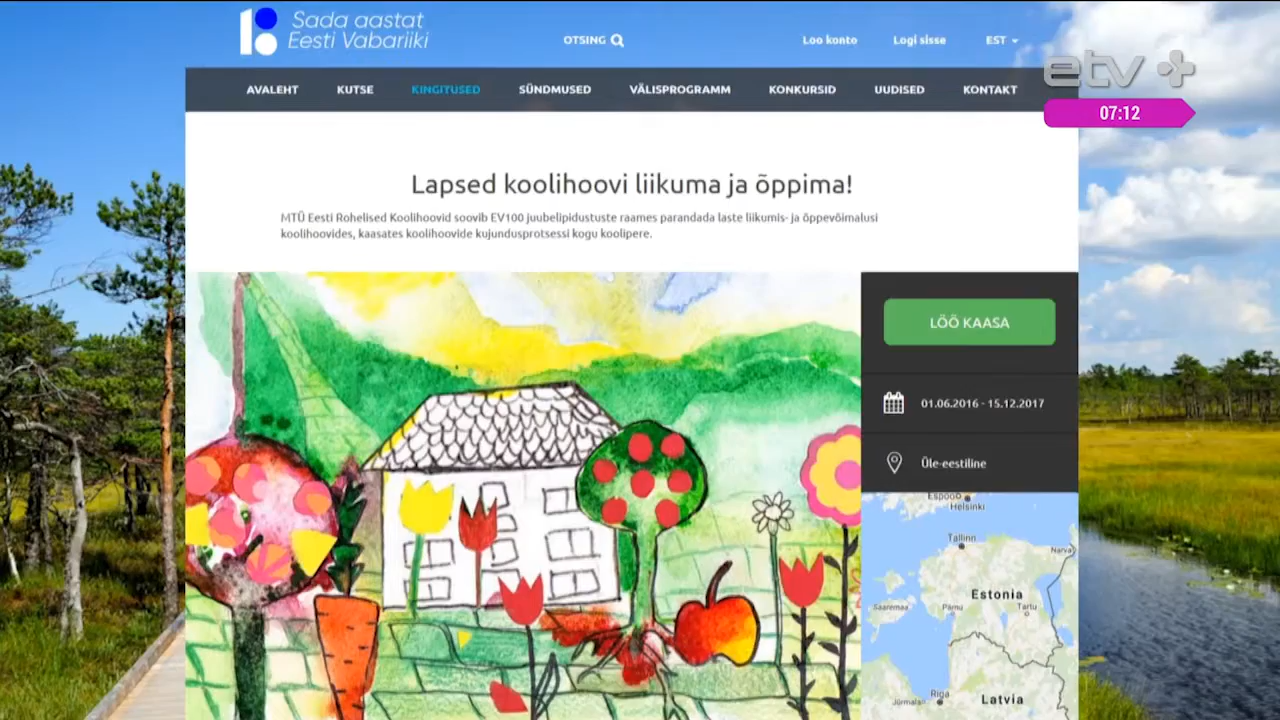 Sada aastat
Eesti Vabariiki
OTSING
Loo konto
Logi sisse
EST
etv+
07:12
AVALEHT
KUTSE
KINGITUSED
SÜNDMUSED
VÄLISPROGRAMM
KONKURSID
UUDISED
KONTAKT
Lapsed koolihoovi liikuma ja õppima!
MTÜ Eesti Rohelised Koolihoovid soovib EV100 juubelipidustuste raames parandada laste liikumis- ja õppevõimalusi
koolihoovides, kaasates koolihoovide kujundusprotsessi kogu koolipere.
LÖÖ KAASA
01.06.2016 - 15.12.2017
Üle-eestiline
Espoo
Helsinki
Tallinn
Narva
Estonia
Saaremaa
Pärnu
Tartu
Riga
Jūrmala
Latvia